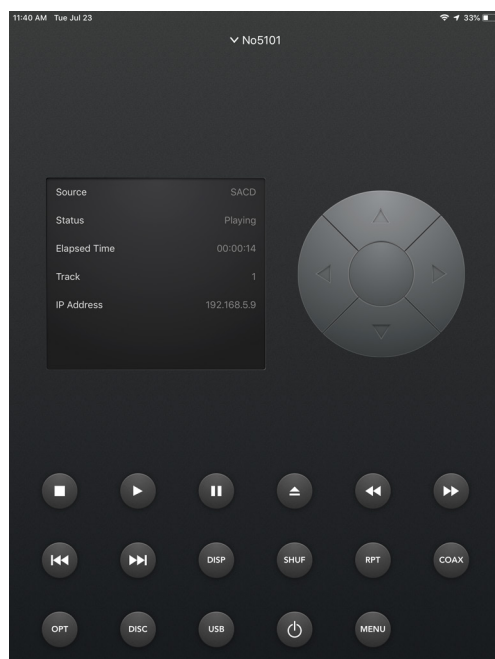 11:40 AM Tue Jul 23 33%
No5101
Source SACD
Status Playing
Elapsed Time 00:00:14
Track 1
IP Address 192.168.5.9
DISP SHUF RPT COAX
OPT DISC USB MENU